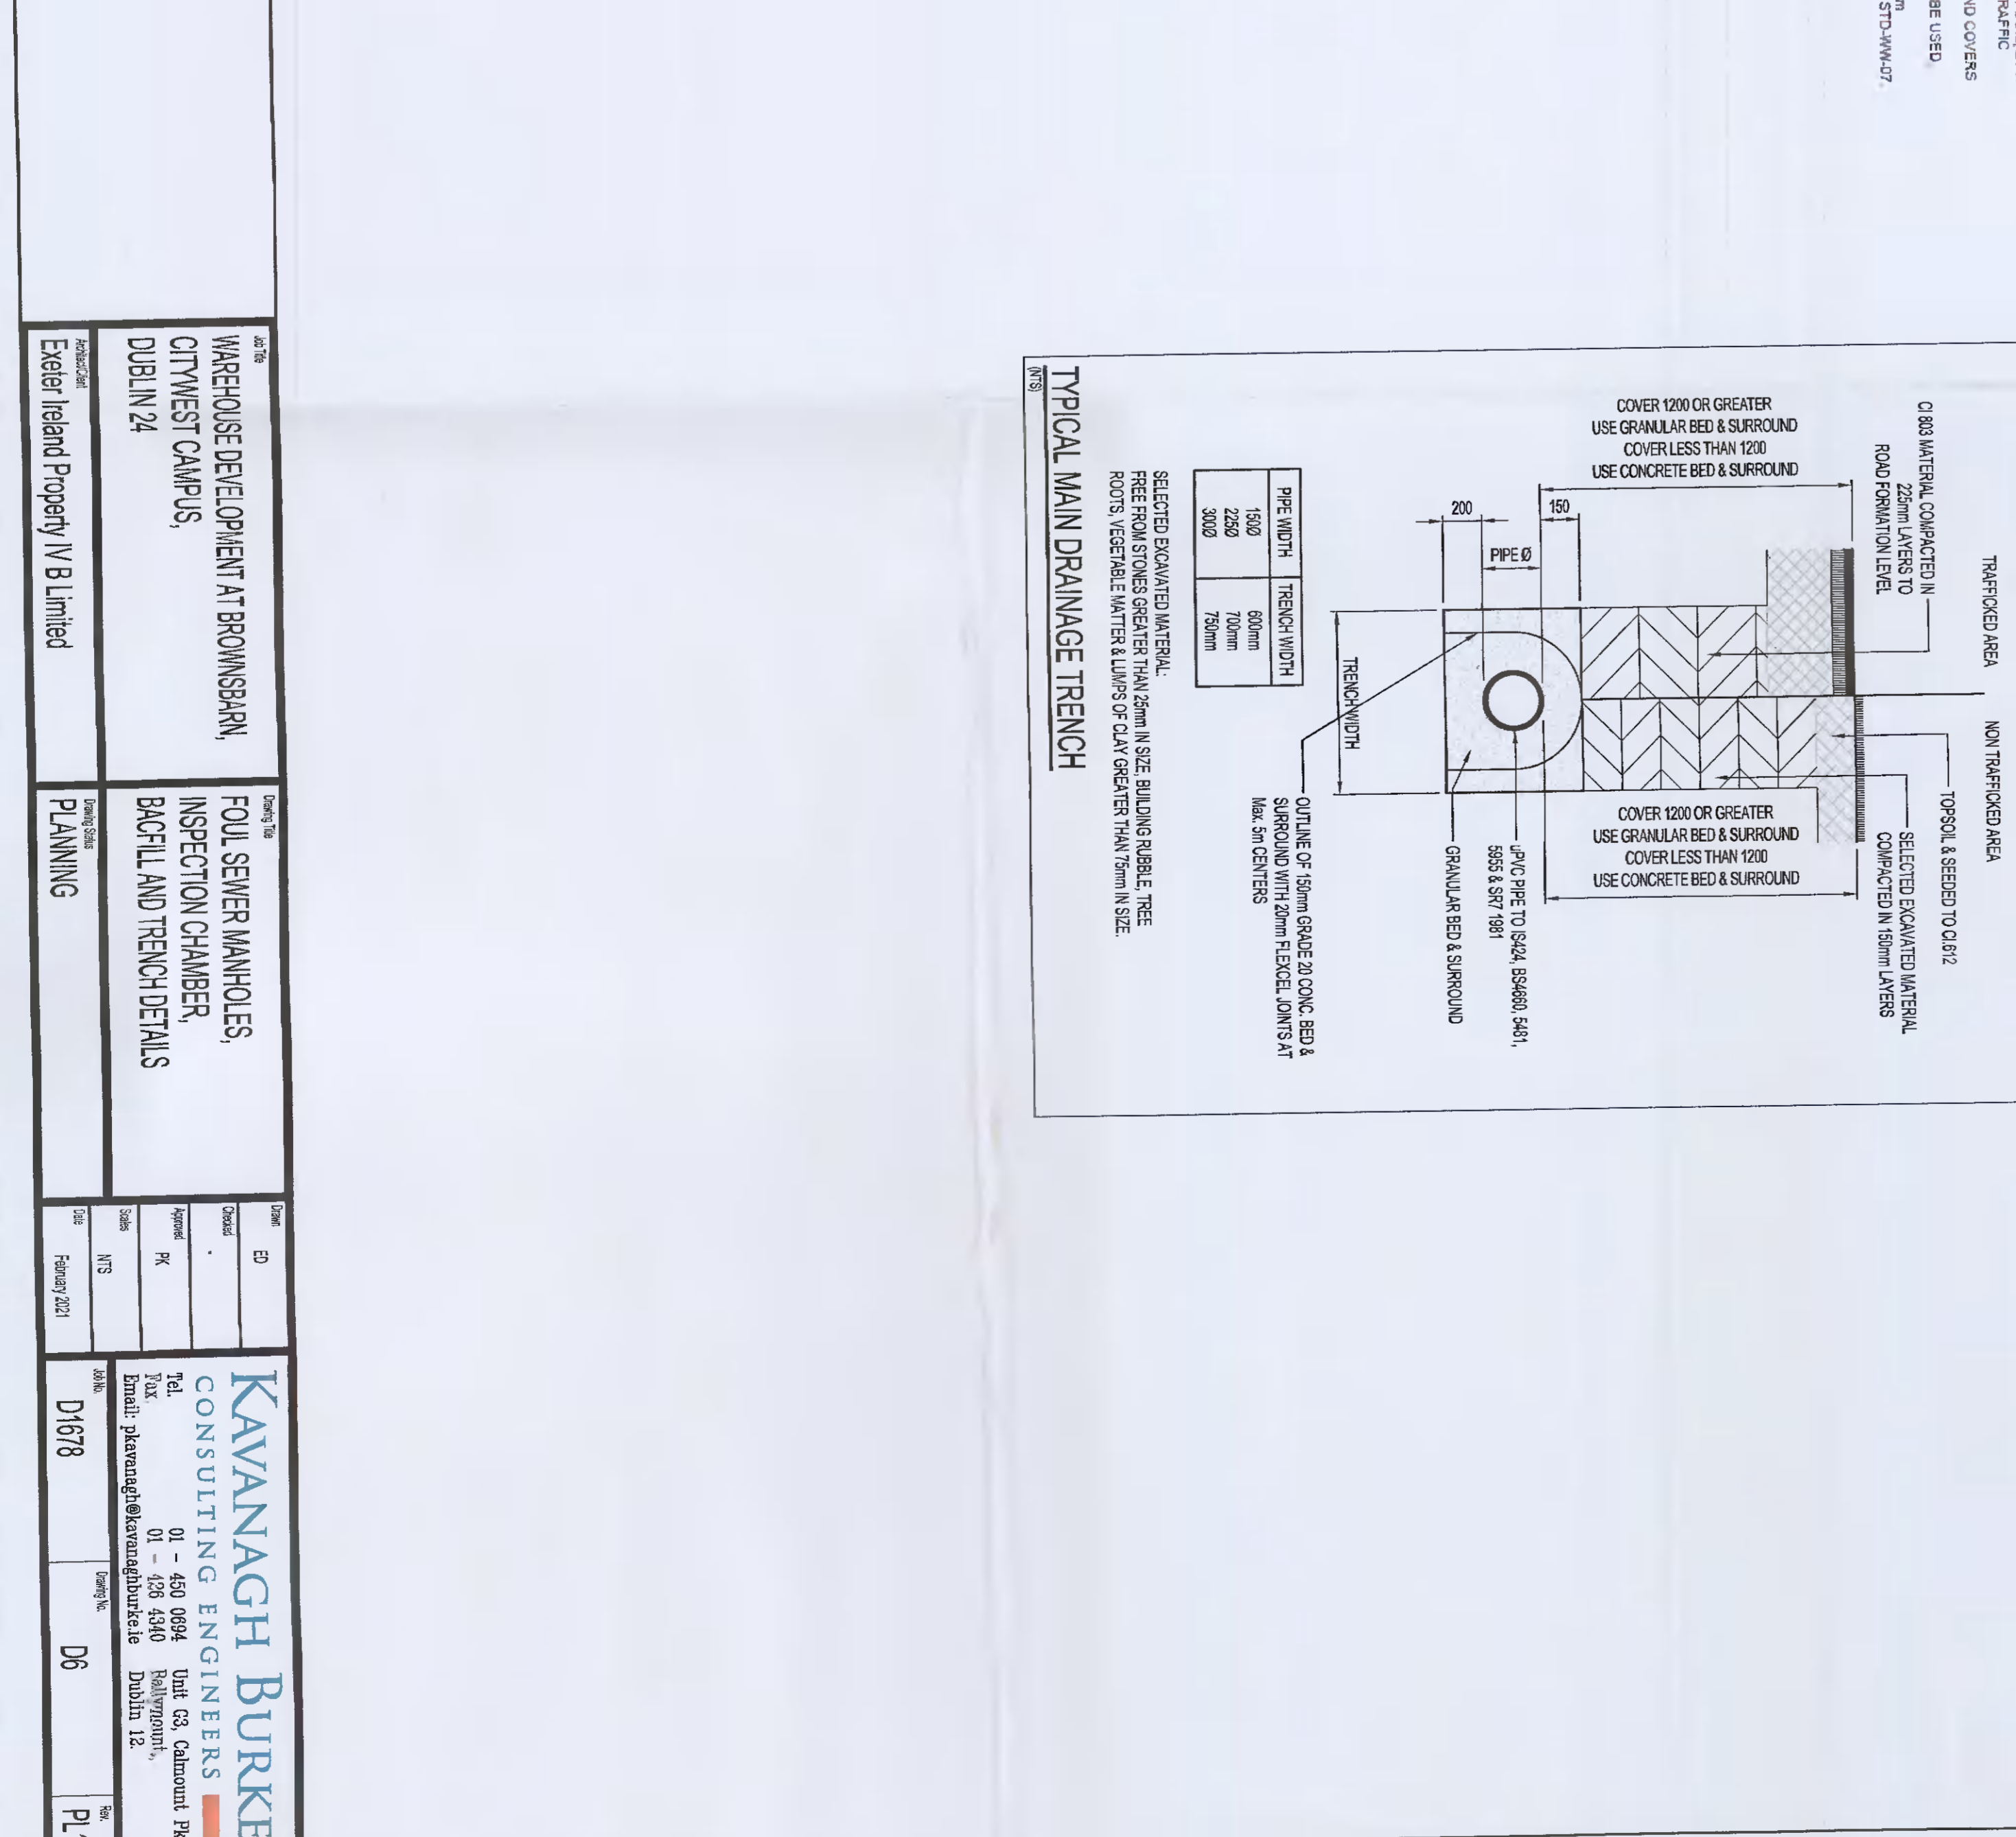 RAFFIC
ND COVERS
BE USED
STD-WW-07.
TRAFFICKED AREA
NON TRAFFICKED AREA
CI 803 MATERIAL COMPACTED IN
225mm LAYERS TO
ROAD FORMATION LEVEL
TOPSOIL & SEEDED TO CI.612
SELECTED EXCAVATED MATERIAL
COMPACTED IN 150mm LAYERS
COVER 1200 OR GREATER
USE GRANULAR BED & SURROUND
COVER LESS THAN 1200
USE CONCRETE BED & SURROUND
COVER 1200 OR GREATER
USE GRANULAR BED & SURROUND
COVER LESS THAN 1200
USE CONCRETE BED & SURROUND
150
PIPE Ø
200
uPVC PIPE TO IS424, BS4660, 5481,
5955 & SR7 1981
GRANULAR BED & SURROUND
TRENCH WIDTH
OUTLINE OF 150mm GRADE 20 CONC. BED &
SURROUND WITH 20mm FLEXCEL JOINTS AT
Max. 5m CENTERS
PIPE WIDTH TRENCH WIDTH
150Ø 600mm
225Ø 700mm
300Ø 750mm
SELECTED EXCAVATED MATERIAL:
FREE FROM STONES GREATER THAN 25mm IN SIZE, BUILDING RUBBLE, TREE
ROOTS, VEGETABLE MATTER & LUMPS OF CLAY GREATER THAN 75mm IN SIZE.
TYPICAL MAIN DRAINAGE TRENCH
(NTS)
Job Title
WAREHOUSE DEVELOPMENT AT BROWNSBARN,
CITYWEST CAMPUS,
DUBLIN 24
Architect/Client
Exeter Ireland Property IV B Limited
Drawing Title
FOUL SEWER MANHOLES,
INSPECTION CHAMBER,
BACFILL AND TRENCH DETAILS
Drawing Status
PLANNING
Drawn ED
Checked .
Approved PK
Scales NTS
Date February 2021
KAVANAGH BURKE
CONSULTING ENGINEERS
Tel. 01 - 450 0694 Unit G3, Calmount Pk
Fax. 01 - 426 4340 Ballymount,
Email: pkavanagh@kavanaghburke.ie Dublin 12.
Job No. D1678
Drawing No. D6
Rev. PL